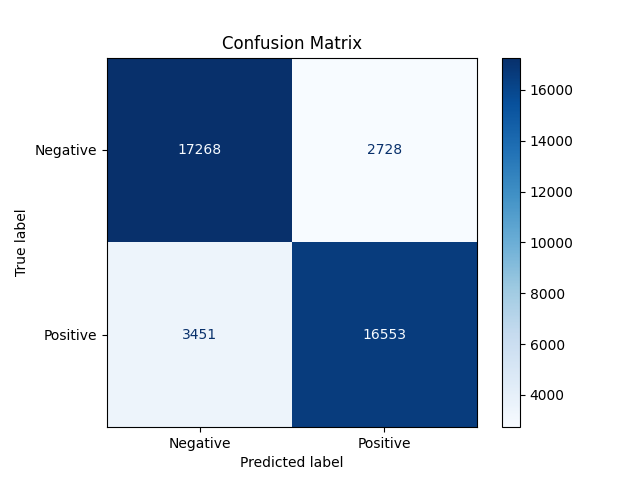 Confusion Matrix
True label
Negative
17268
2728
Positive
3451
16553
Negative
Positive
Predicted label
16000
14000
12000
10000
8000
6000
4000